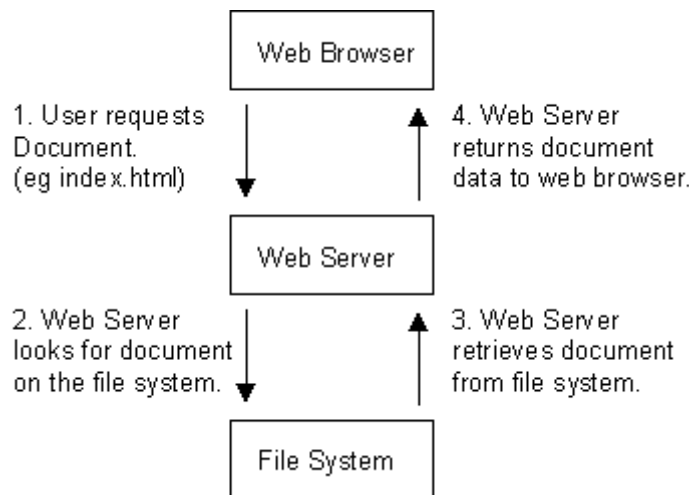 Web Browser
1. User requests
Document.
(eg index.html)
4. Web Server
returns document
data to web browser.
Web Server
2. Web Server
looks for document
on the file system.
3. Web Server
retrieves document
from file system.
File System